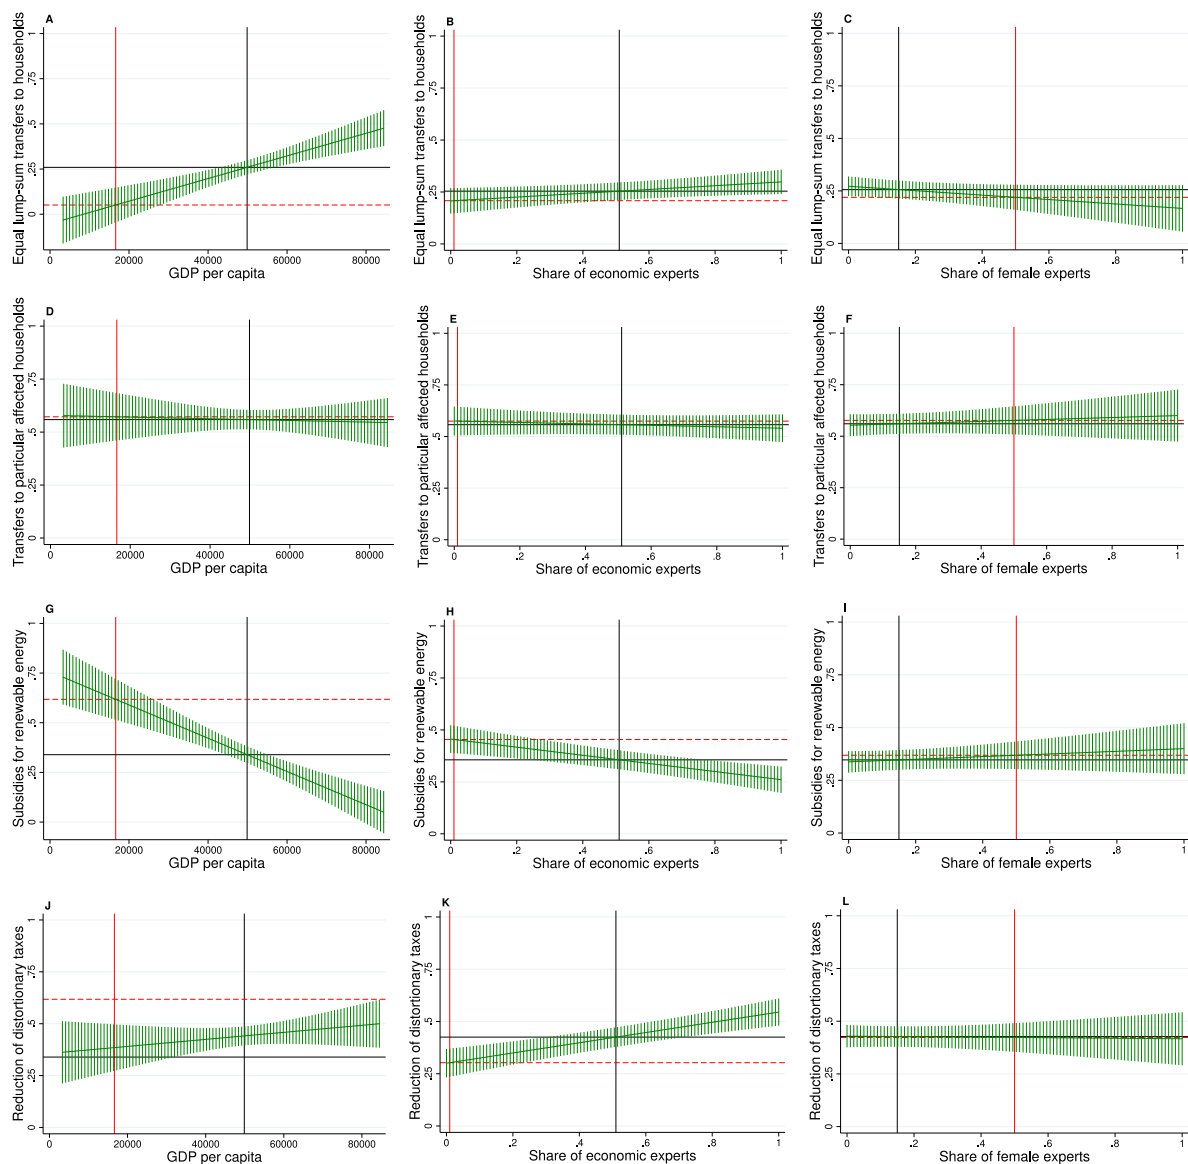 A
Equal lump-sum transfers to households
0 .25 .5 .75 1
0 20000 40000 60000 80000
GDP per capita
B
Equal lump-sum transfers to households
0 .25 .5 .75 1
0 .2 .4 .6 .8 1
Share of economic experts
C
Equal lump-sum transfers to households
0 .25 .5 .75 1
0 .2 .4 .6 .8 1
Share of female experts
D
Transfers to particular affected households
0 .25 .5 .75 1
0 20000 40000 60000 80000
GDP per capita
E
Transfers to particular affected households
0 .25 .5 .75 1
0 .2 .4 .6 .8 1
Share of economic experts
F
Transfers to particular affected households
0 .25 .5 .75 1
0 .2 .4 .6 .8 1
Share of female experts
G
Subsidies for renewable energy
0 .25 .5 .75 1
0 20000 40000 60000 80000
GDP per capita
H
Subsidies for renewable energy
0 .25 .5 .75 1
0 .2 .4 .6 .8 1
Share of economic experts
I
Subsidies for renewable energy
0 .25 .5 .75 1
0 .2 .4 .6 .8 1
Share of female experts
J
Reduction of distortionary taxes
0 .25 .5 .75 1
0 20000 40000 60000 80000
GDP per capita
K
Reduction of distortionary taxes
0 .25 .5 .75 1
0 .2 .4 .6 .8 1
Share of economic experts
L
Reduction of distortionary taxes
0 .25 .5 .75 1
0 .2 .4 .6 .8 1
Share of female experts